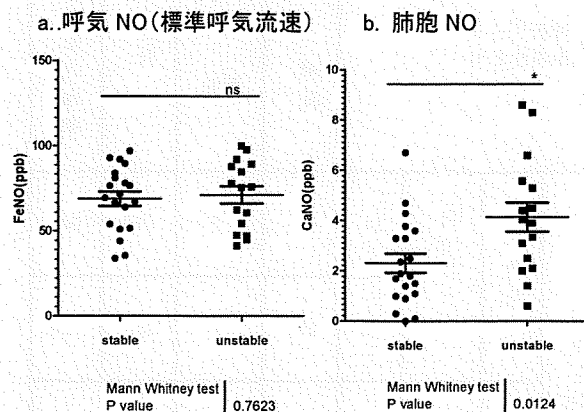 a..呼気 NO(標準呼気流速)
b. 肺胞 NO
150
100
50
0
FeNO(ppb)
ns
stable
unstable
Mann Whitney test
P value
0.7623
10
8
6
4
2
0
CaNO(ppb)
*
stable
unstable
Mann Whitney test
P value
0.0124